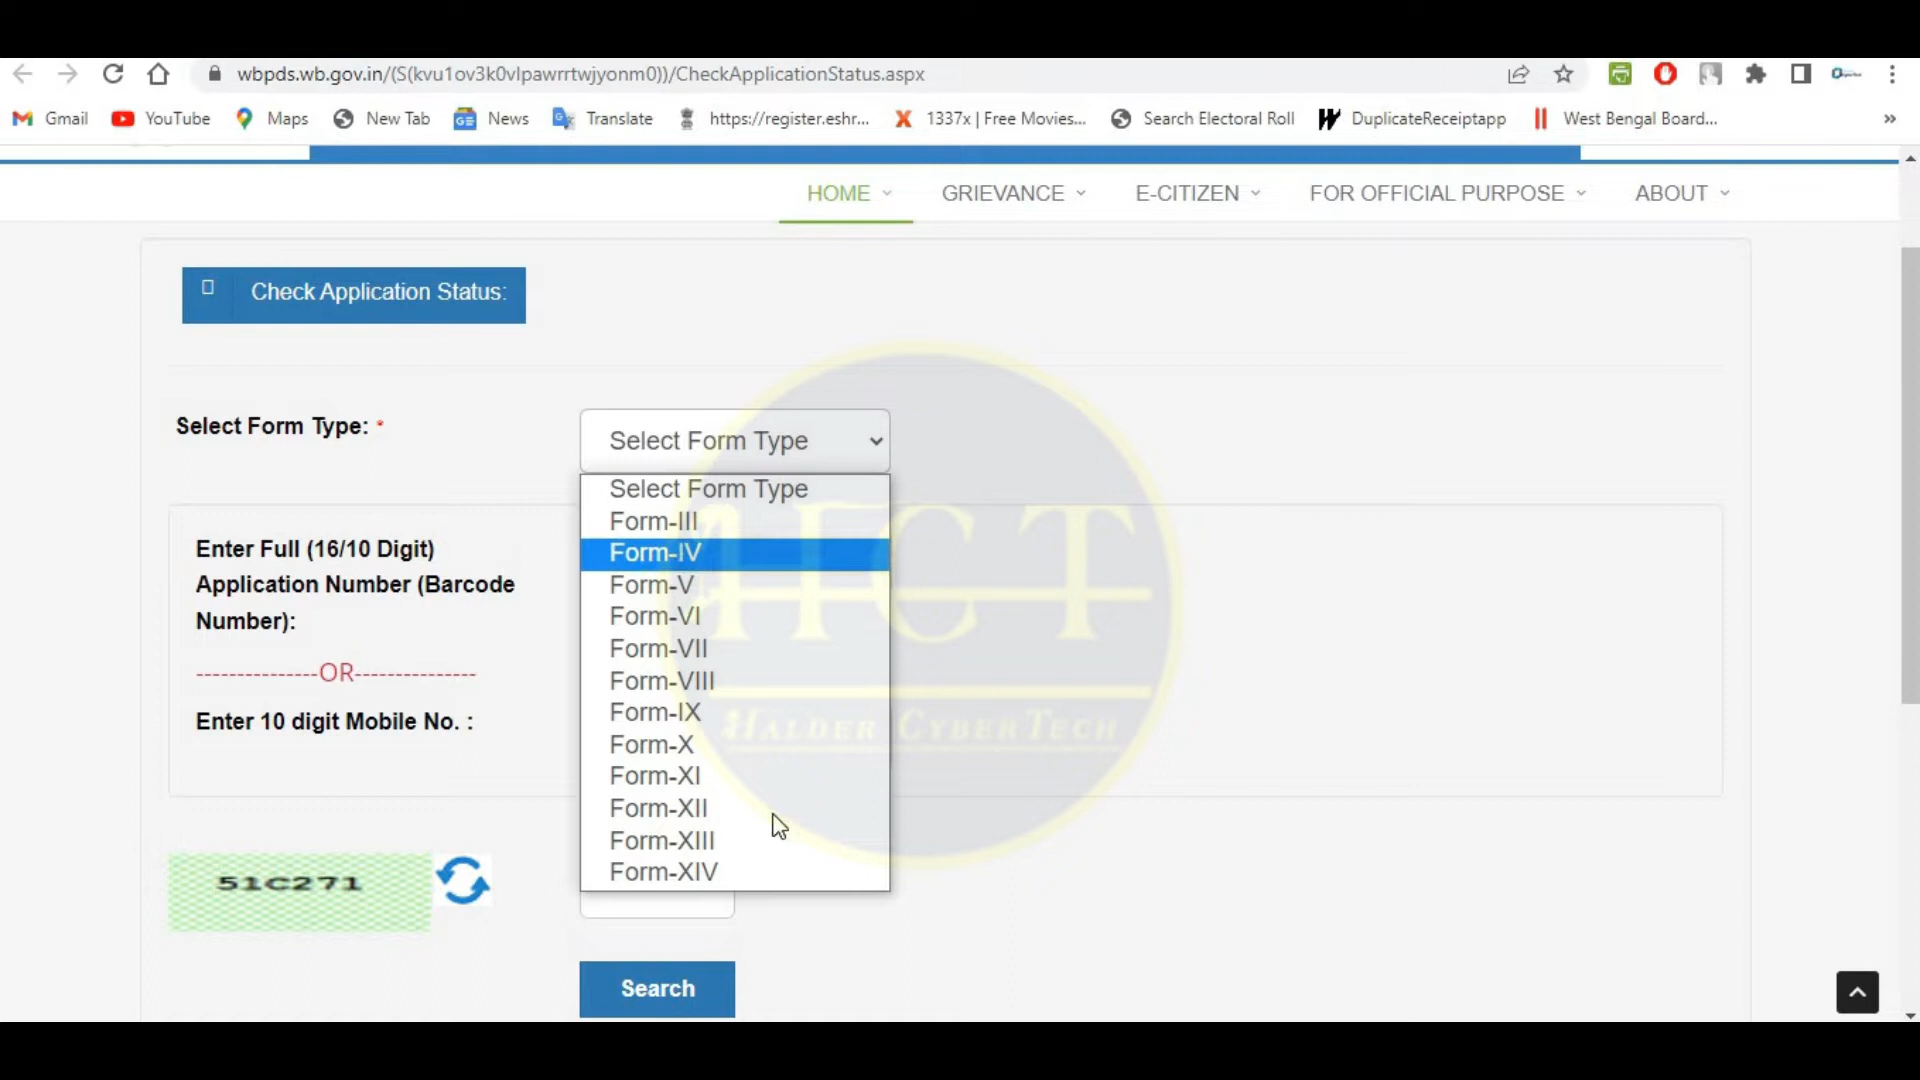 wbpds.wb.gov.in/(S(kvu1ov3k0vlpawrrtwjyonm0))/CheckApplicationStatus.aspx
Gmail YouTube Maps New Tab News Translate https://register.eshr... 1337x | Free Movies... Search Electoral Roll DuplicateReceiptapp West Bengal Board... »
HOME GRIEVANCE E-CITIZEN FOR OFFICIAL PURPOSE ABOUT
Check Application Status:
Select Form Type: *
Select Form Type
Select Form Type
Form-III
Form-IV
Form-V
Form-VI
Form-VII
Form-VIII
Form-IX
Form-X
Form-XI
Form-XII
Form-XIII
Form-XIV
Enter Full (16/10 Digit)
Application Number (Barcode
Number):
---------------OR---------------
Enter 10 digit Mobile No. :
HCT
HALDER CYBERTECH
51C271
Search